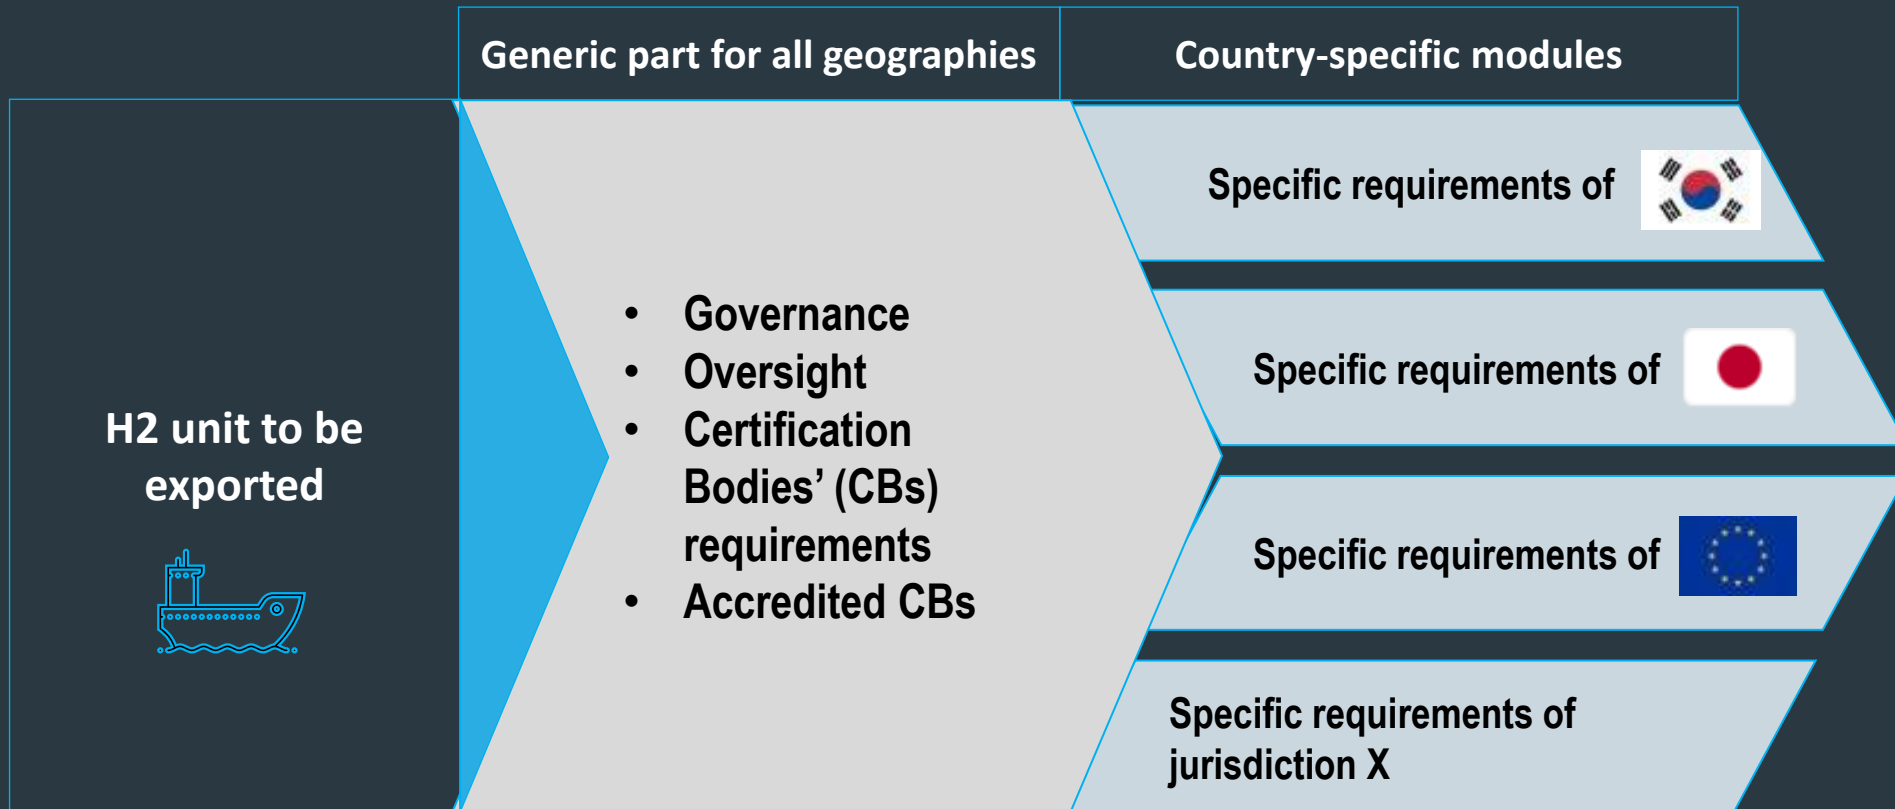 Generic part for all geographies
Country-specific modules
H2 unit to be
exported
• Governance
• Oversight
• Certification
Bodies’ (CBs)
requirements
• Accredited CBs
Specific requirements of
Specific requirements of
Specific requirements of
Specific requirements of
jurisdiction X